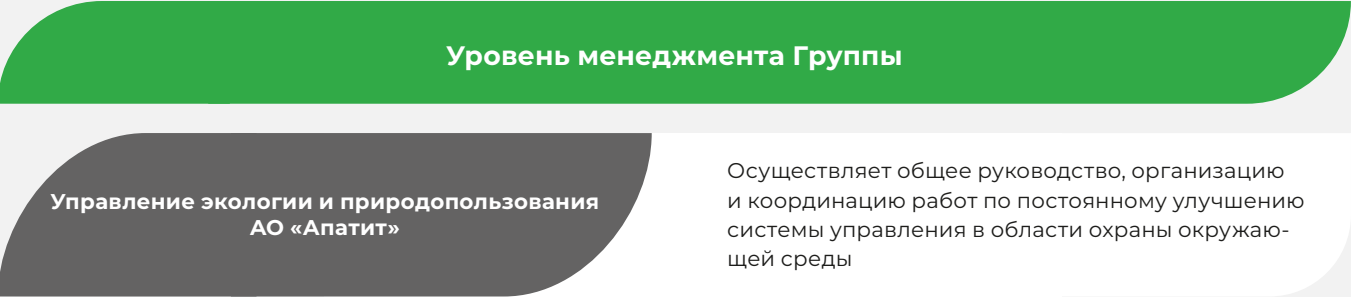 Уровень менеджмента Группы
Управление экологии и природопользования
АО «Апатит»
Осуществляет общее руководство, организацию
и координацию работ по постоянному улучшению
системы управления в области охраны окружаю-
щей среды